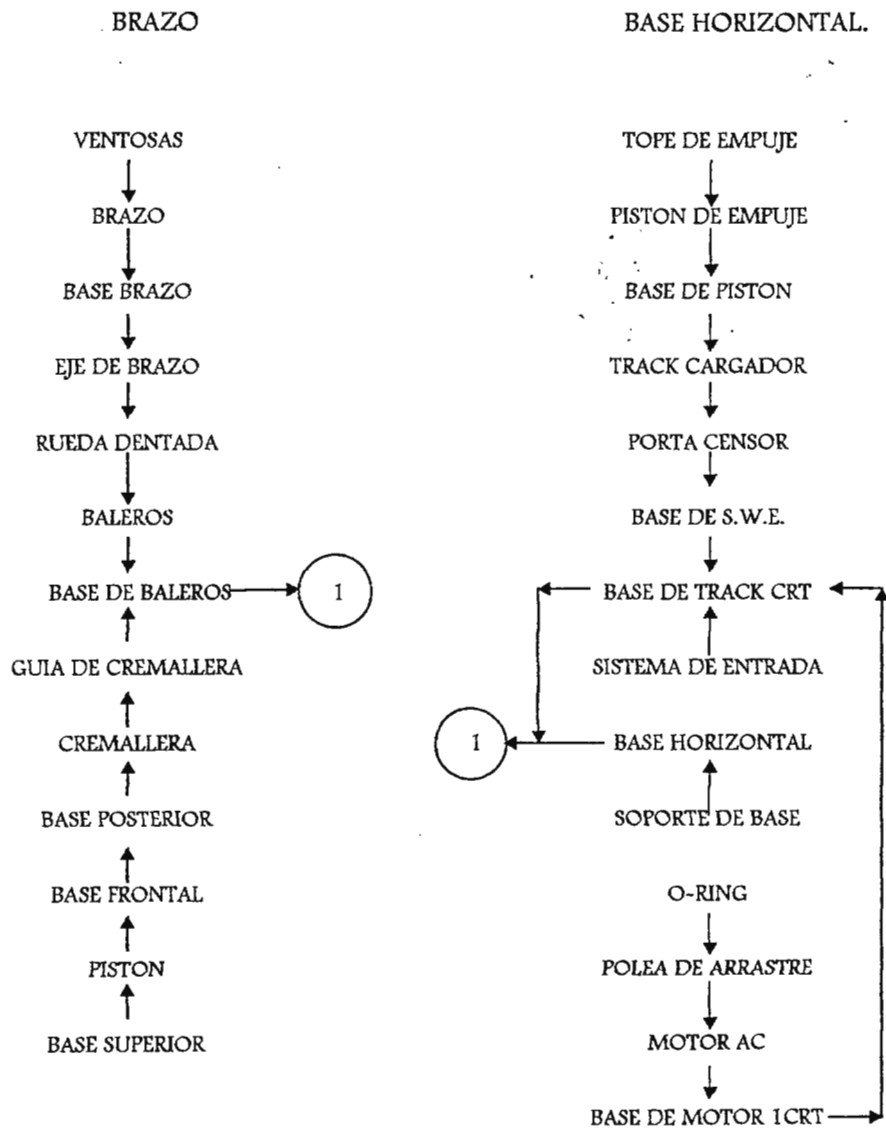 BRAZO
VENTOSAS
BRAZO
BASE BRAZO
EJE DE BRAZO
RUEDA DENTADA
BALEROS
BASE DE BALEROS
1
GUIA DE CREMALLERA
CREMALLERA
BASE POSTERIOR
BASE FRONTAL
PISTON
BASE SUPERIOR
BASE HORIZONTAL.
TOPE DE EMPUJE
PISTON DE EMPUJE
BASE DE PISTON
TRACK CARGADOR
PORTA CENSOR
BASE DE S.W.E.
BASE DE TRACK CRT
SISTEMA DE ENTRADA
1
BASE HORIZONTAL
SOPORTE DE BASE
O-RING
POLEA DE ARRASTRE
MOTOR AC
BASE DE MOTOR 1CRT